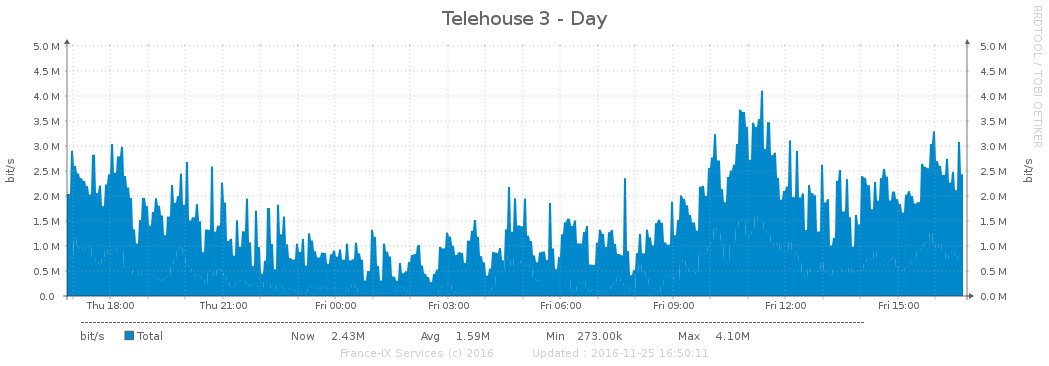 Telehouse 3 - Day
RRDTOOL / TOBI OETIKER
bit/s
5.0 M 5.0 M
4.5 M 4.5 M
4.0 M 4.0 M
3.5 M 3.5 M
3.0 M 3.0 M
2.5 M 2.5 M
2.0 M 2.0 M
1.5 M 1.5 M
1.0 M 1.0 M
0.5 M 0.5 M
0.0 0.0 M
bit/s
Thu 18:00 Thu 21:00 Fri 00:00 Fri 03:00 Fri 06:00 Fri 09:00 Fri 12:00 Fri 15:00
bit/s Total Now 2.43M Avg 1.59M Min 273.00k Max 4.10M
France-IX Services (c) 2016 Updated : 2016-11-25 16:50:11